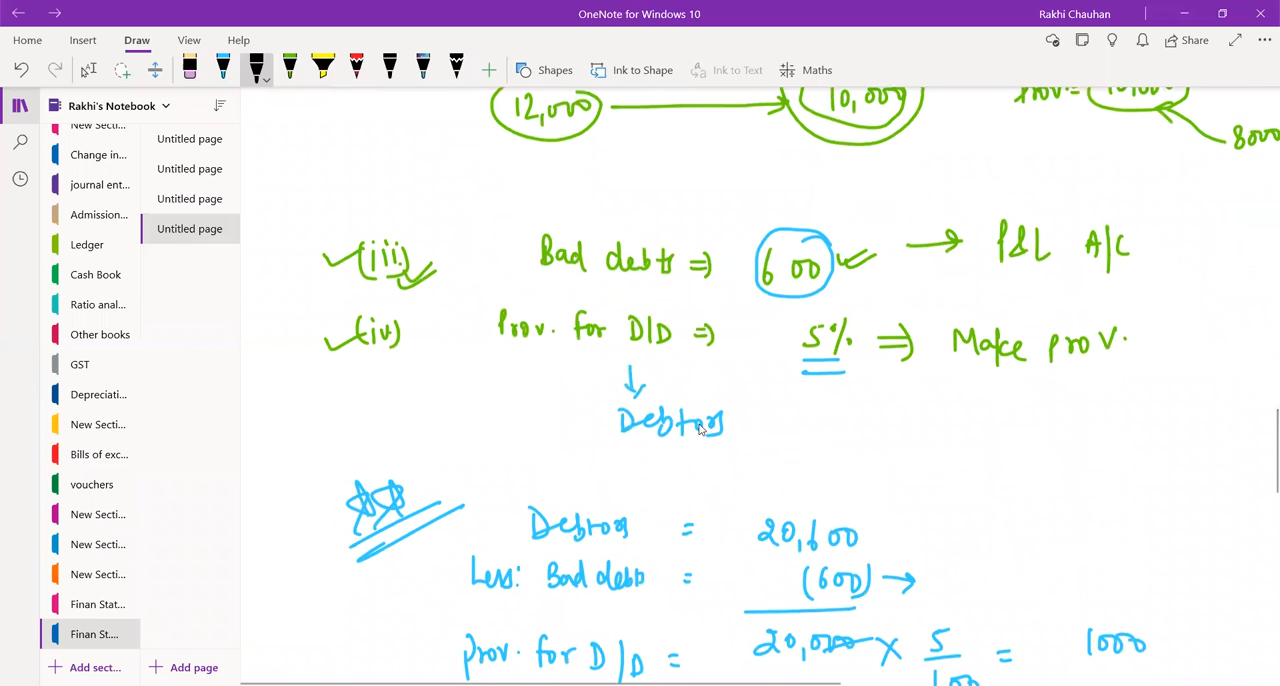 OneNote for Windows 10
Rakhi Chauhan
Home Insert Draw View Help
Share
Shapes Ink to Shape Ink to Text Maths
Rakhi's Notebook
New Secti...
Change in...
journal ent...
Admission...
Ledger
Cash Book
Ratio anal...
Other books
GST
Depreciati...
New Secti...
Bills of exc...
vouchers
New Secti...
New Secti...
New Secti...
Finan Stat...
Finan St....
Add sect...
Untitled page
Untitled page
Untitled page
Untitled page
Add page
12,000 → 10,000
8000
(iii) Bad debts ⇒ 600 → P&L A/C
(iv) Prov. for D/D ⇒ 5% ⇒ Make prov.
↓
Debtors
Debtors = 20,600
Less: Bad debts = (600) →
Prov. for D/D = 20,000 × 5/100 = 1000